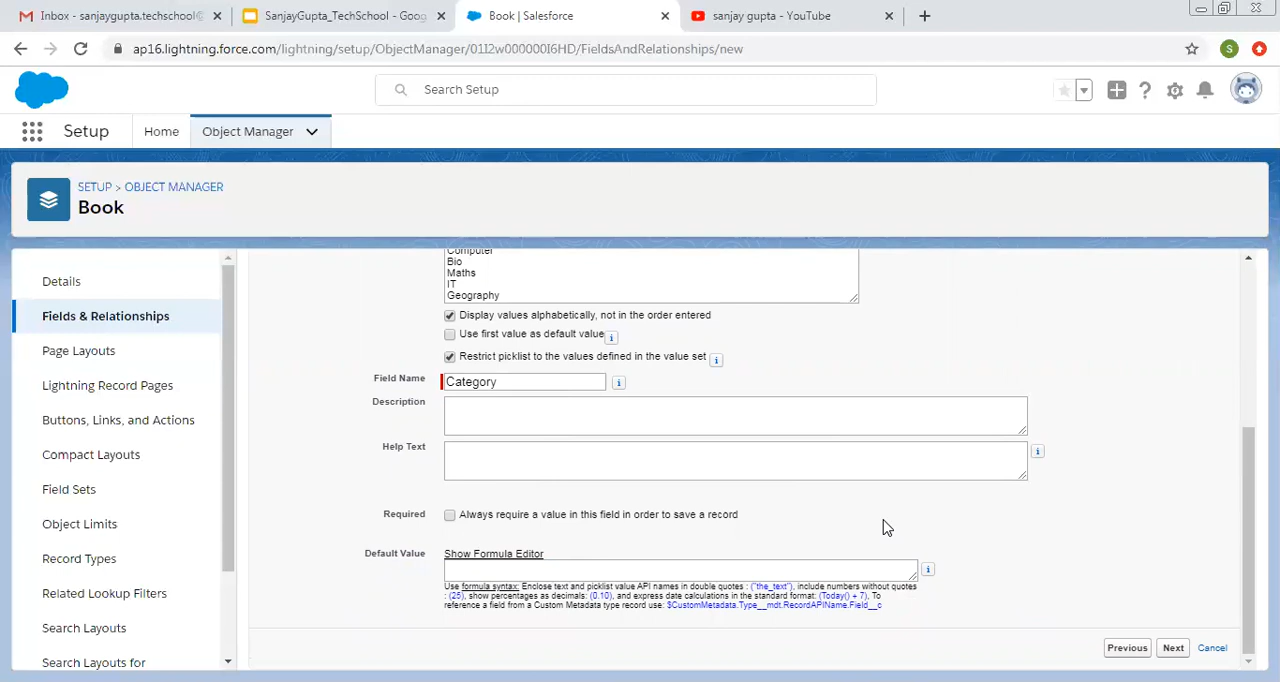 Inbox - sanjaygupta.techschool@
SanjayGupta_TechSchool - Goog
Book | Salesforce
sanjay gupta - YouTube
ap16.lightning.force.com/lightning/setup/ObjectManager/01I2w000000I6HD/FieldsAndRelationships/new
S
Search Setup
Setup
Home
Object Manager
SETUP > OBJECT MANAGER
Book
Details
Fields & Relationships
Page Layouts
Lightning Record Pages
Buttons, Links, and Actions
Compact Layouts
Field Sets
Object Limits
Record Types
Related Lookup Filters
Search Layouts
Search Layouts for
Computer
Bio
Maths
IT
Geography
Display values alphabetically, not in the order entered
Use first value as default value
Restrict picklist to the values defined in the value set
Field Name Category
Description
Help Text
Required Always require a value in this field in order to save a record
Default Value Show Formula Editor
Use formula syntax: Enclose text and picklist value API names in double quotes : ("the_text"), include numbers without quotes
: (25), show percentages as decimals: (0.10), and express date calculations in the standard format: (Today() + 7), To
reference a field from a Custom Metadata type record use: $CustomMetadata.Type__mdt.RecordAPIName.Field__c
Previous Next Cancel